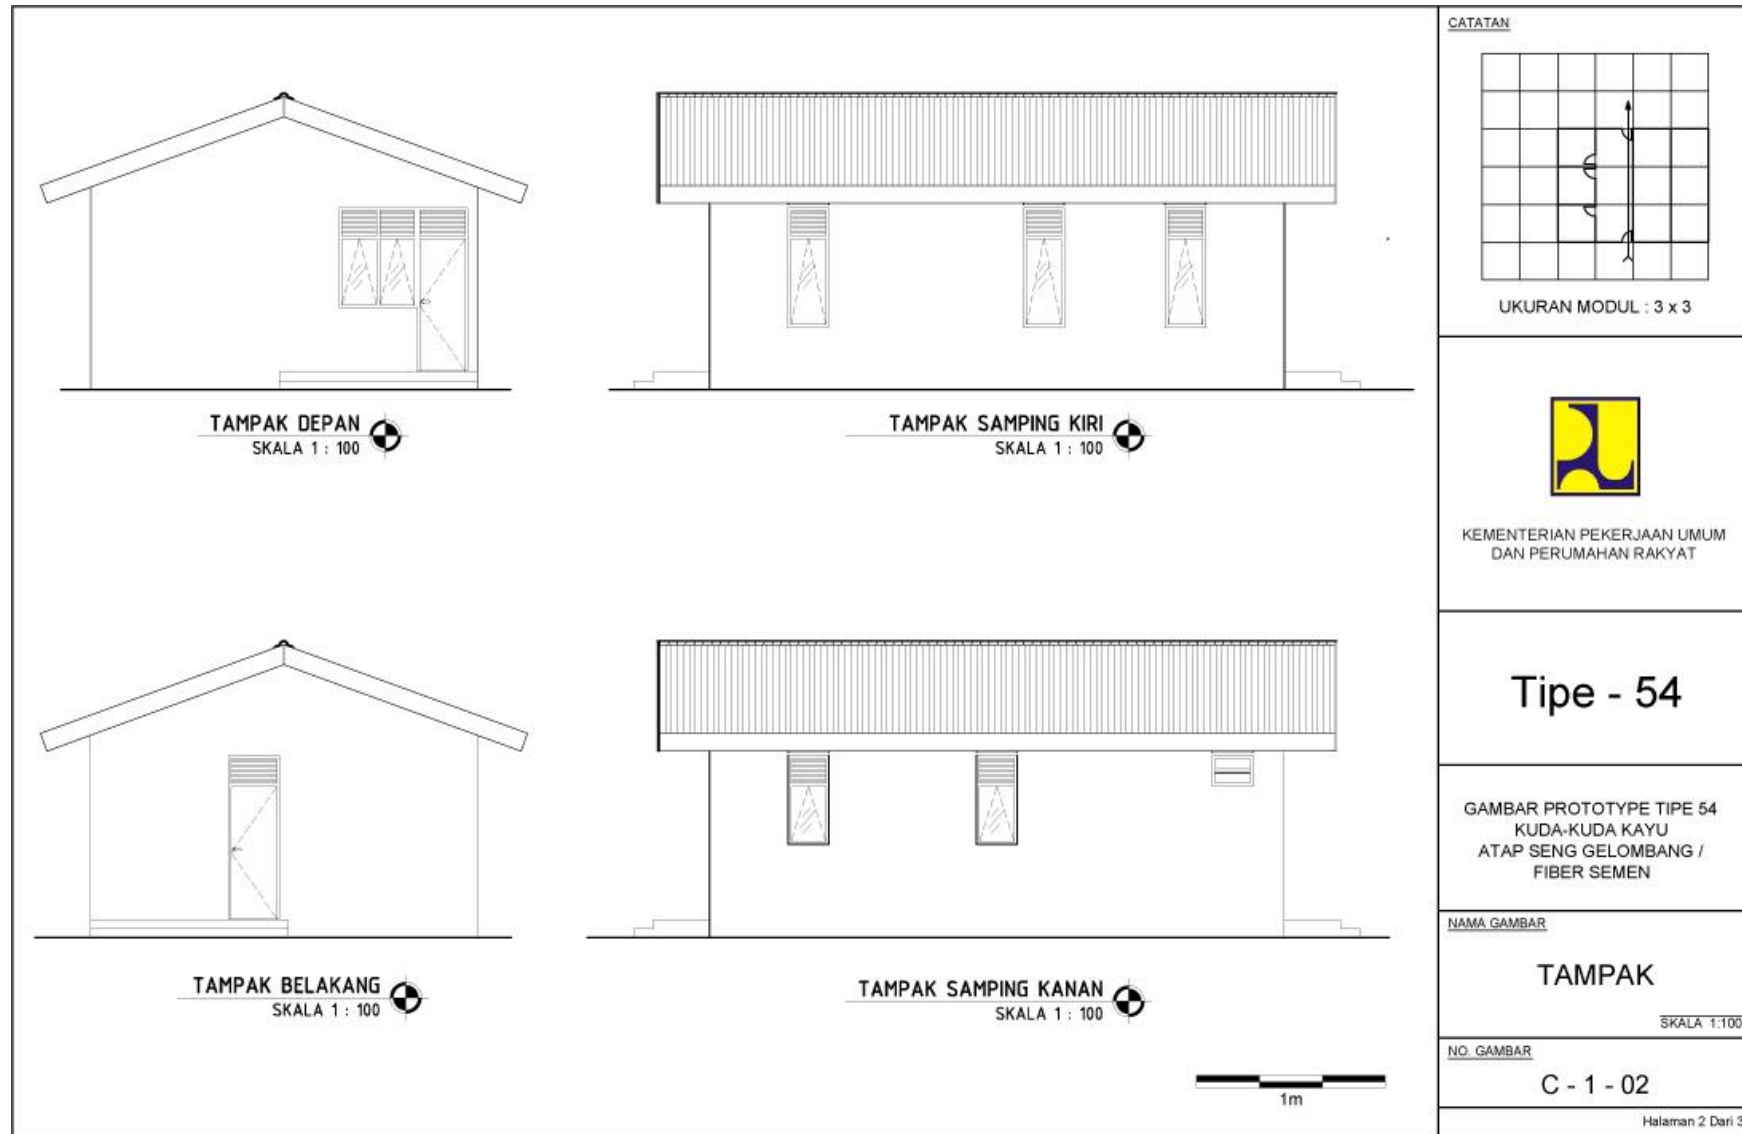 TAMPAK DEPAN
SKALA 1 : 100
TAMPAK SAMPING KIRI
SKALA 1 : 100
TAMPAK BELAKANG
SKALA 1 : 100
TAMPAK SAMPING KANAN
SKALA 1 : 100
1m
CATATAN
UKURAN MODUL : 3 x 3
KEMENTERIAN PEKERJAAN UMUM
DAN PERUMAHAN RAKYAT
Tipe - 54
GAMBAR PROTOTYPE TIPE 54
KUDA-KUDA KAYU
ATAP SENG GELOMBANG /
FIBER SEMEN
NAMA GAMBAR
TAMPAK
SKALA 1:100
NO. GAMBAR
C - 1 - 02
Halaman 2 Dari 3